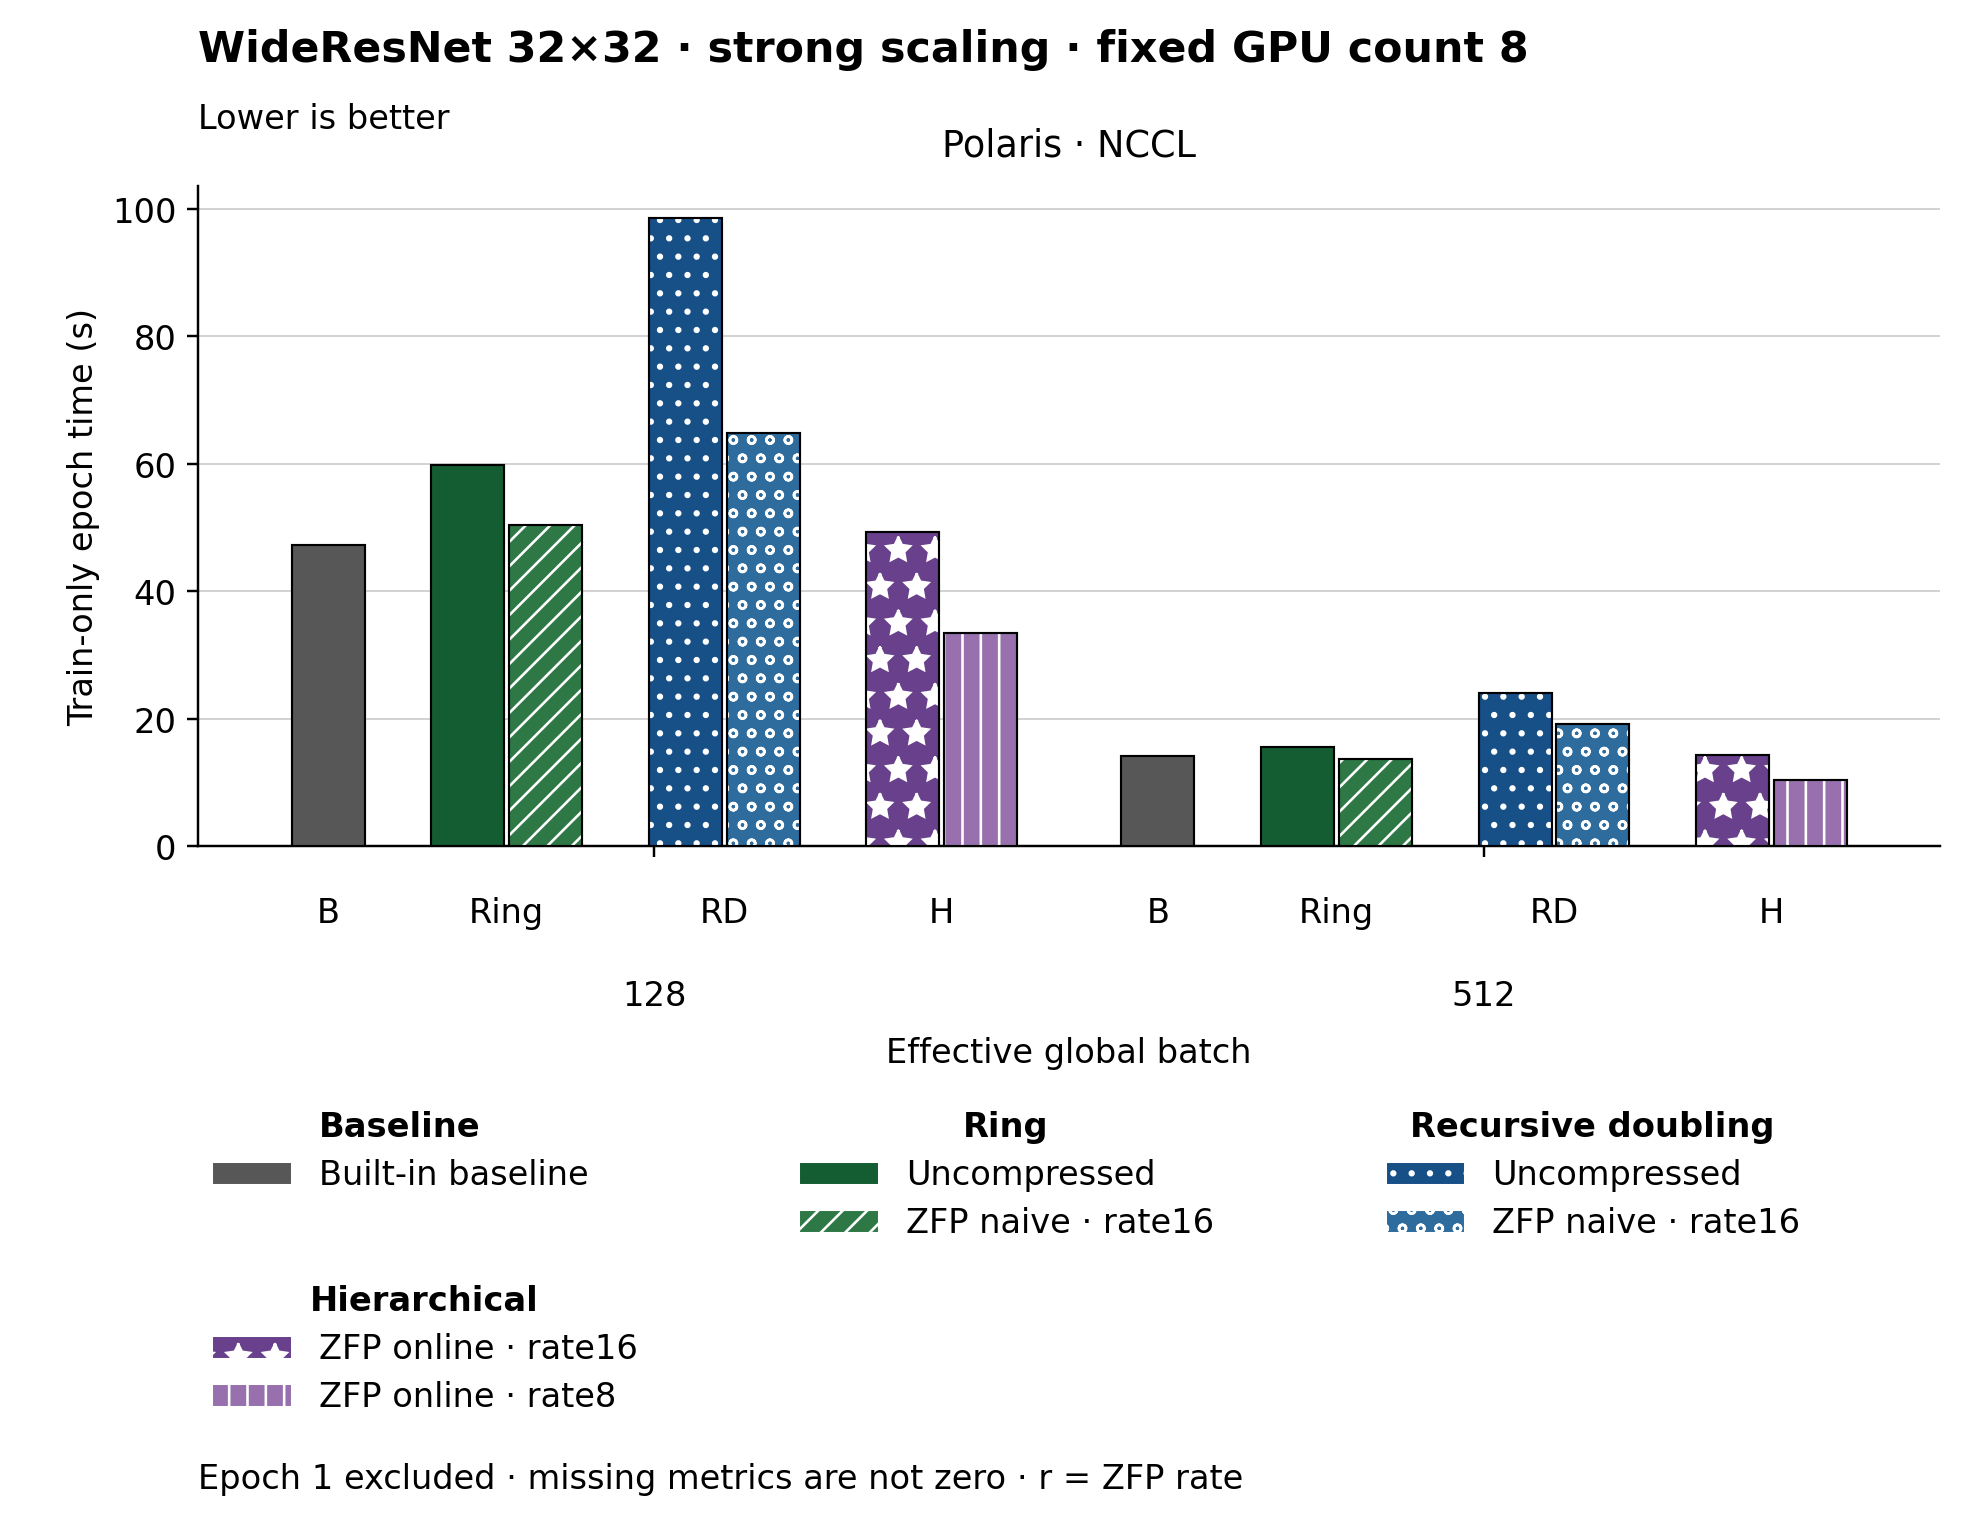 WideResNet 32×32 · strong scaling · fixed GPU count 8
Lower is better
Polaris · NCCL
Train-only epoch time (s)
100
80
60
40
20
0
B Ring RD H B Ring RD H
128 512
Effective global batch
Baseline Ring Recursive doubling
Built-in baseline Uncompressed Uncompressed
ZFP naive · rate16 ZFP naive · rate16
Hierarchical
ZFP online · rate16
ZFP online · rate8
Epoch 1 excluded · missing metrics are not zero · r = ZFP rate